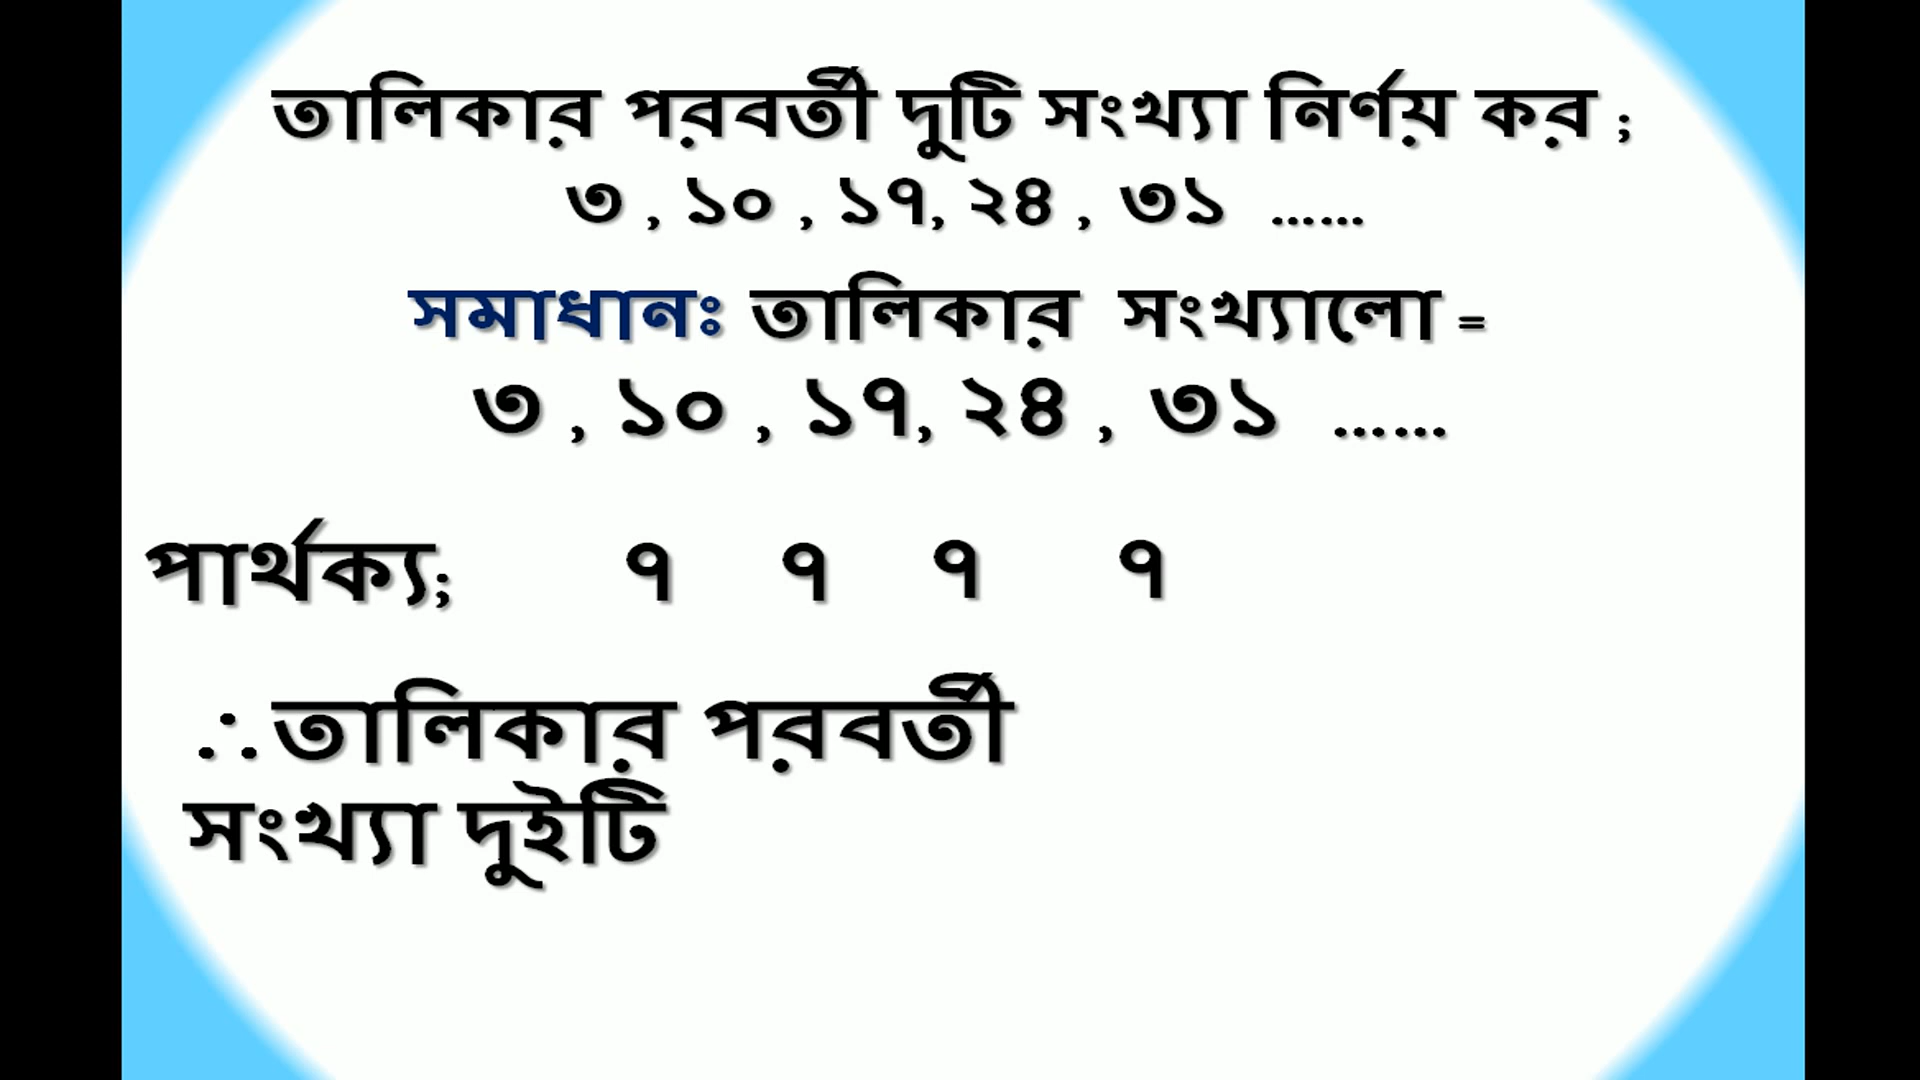 তালিকার পরবর্তী দুটি সংখ্যা নির্ণয় কর ;
৩ , ১০ , ১৭, ২৪ , ৩১ ......
সমাধানঃ তালিকার সংখ্যালো =
৩ , ১০ , ১৭, ২৪ , ৩১ ......
পার্থক্য; ৭ ৭ ৭ ৭
∴ তালিকার পরবর্তী
সংখ্যা দুইটি